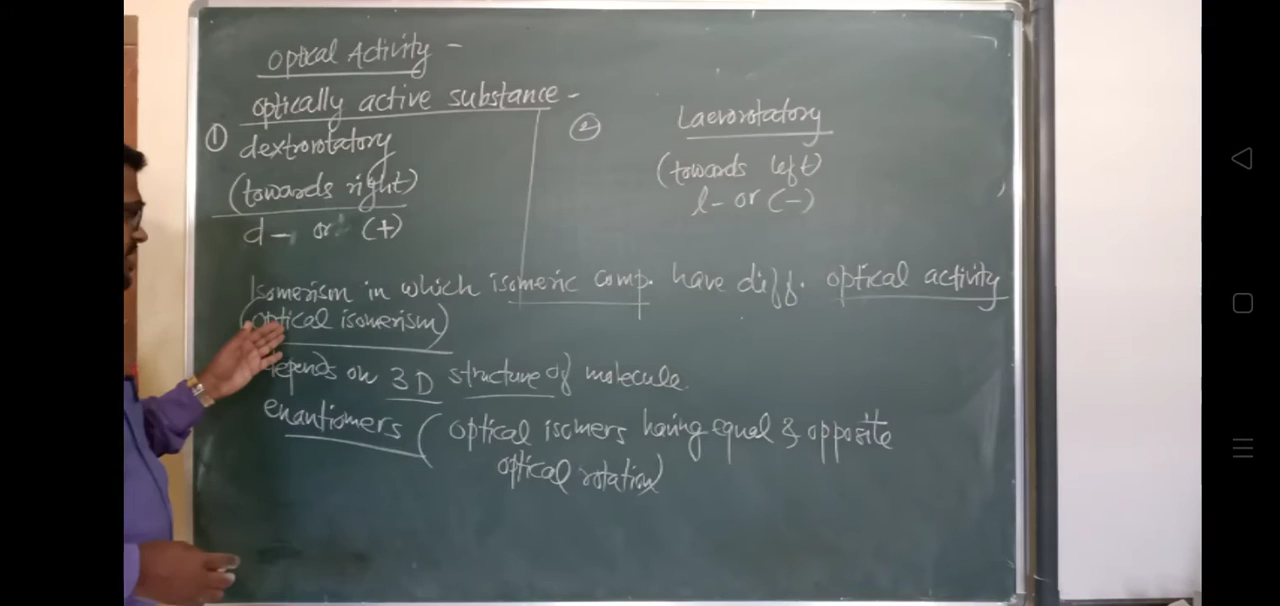 Optical Activity -
optically active substance -
① dextrorotatory
(towards right)
d- or (+)
② Laevorotatory
(towards left)
l- or (-)
Isomerism in which isomeric comp. have diff. optical activity
(optical isomerism)
depends on 3D structure of molecule.
enantiomers ( optical isomers having equal & opposite
optical rotation)